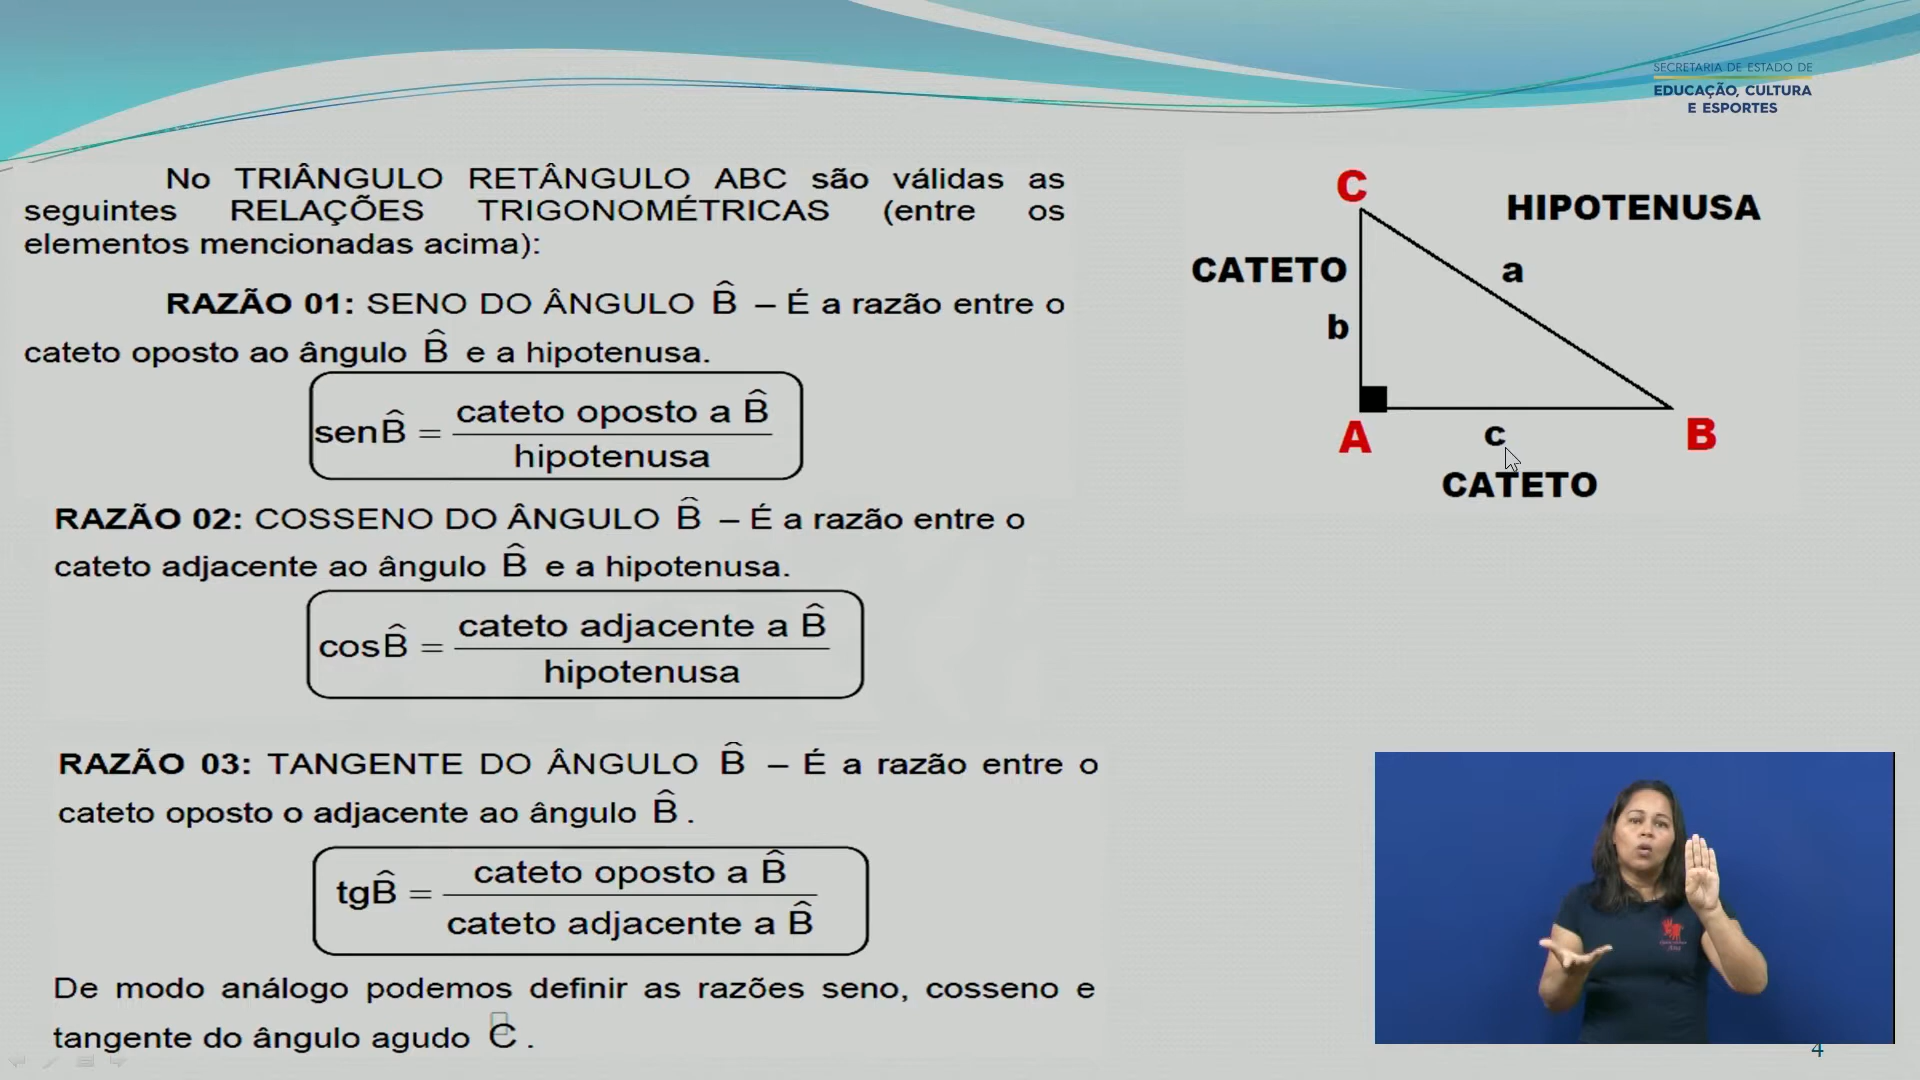 SECRETARIA DE ESTADO DE
EDUCAÇÃO, CULTURA
E ESPORTES
No TRIÂNGULO RETÂNGULO ABC são válidas as
seguintes RELAÇÕES TRIGONOMÉTRICAS (entre os
elementos mencionadas acima):
RAZÃO 01: SENO DO ÂNGULO B̂ – É a razão entre o
cateto oposto ao ângulo B̂ e a hipotenusa.
senB̂ = cateto oposto a B̂
hipotenusa
RAZÃO 02: COSSENO DO ÂNGULO B̂ – É a razão entre o
cateto adjacente ao ângulo B̂ e a hipotenusa.
cosB̂ = cateto adjacente a B̂
hipotenusa
RAZÃO 03: TANGENTE DO ÂNGULO B̂ – É a razão entre o
cateto oposto o adjacente ao ângulo B̂.
tgB̂ = cateto oposto a B̂
cateto adjacente a B̂
De modo análogo podemos definir as razões seno, cosseno e
tangente do ângulo agudo C.
C
HIPOTENUSA
CATETO
a
b
A
c
B
CATETO
4